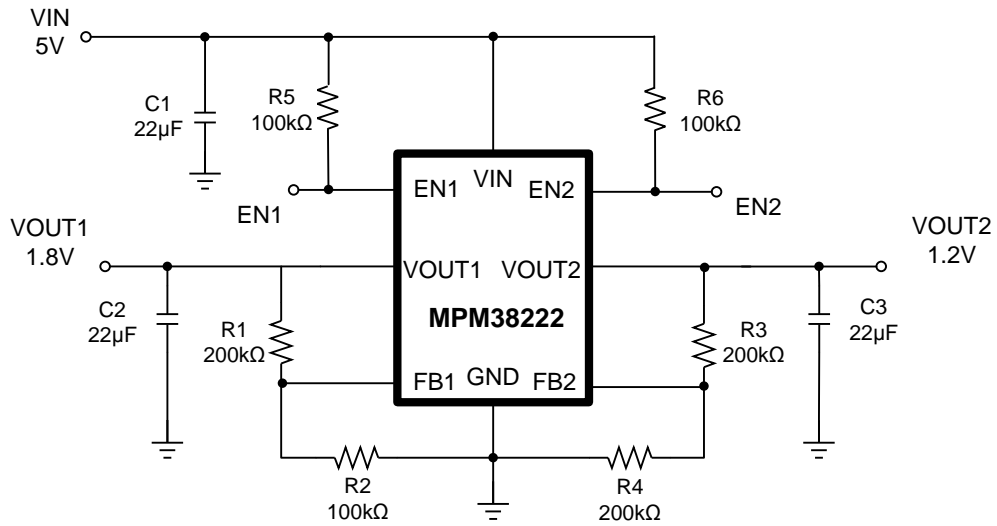 VIN
5V
C1
22µF
R5
100kΩ
R6
100kΩ
EN1
EN2
EN1
VIN
EN2
VOUT1
1.8V
VOUT2
1.2V
VOUT1
VOUT2
MPM38222
C2
22µF
R1
200kΩ
R3
200kΩ
C3
22µF
FB1
GND
FB2
R2
100kΩ
R4
200kΩ